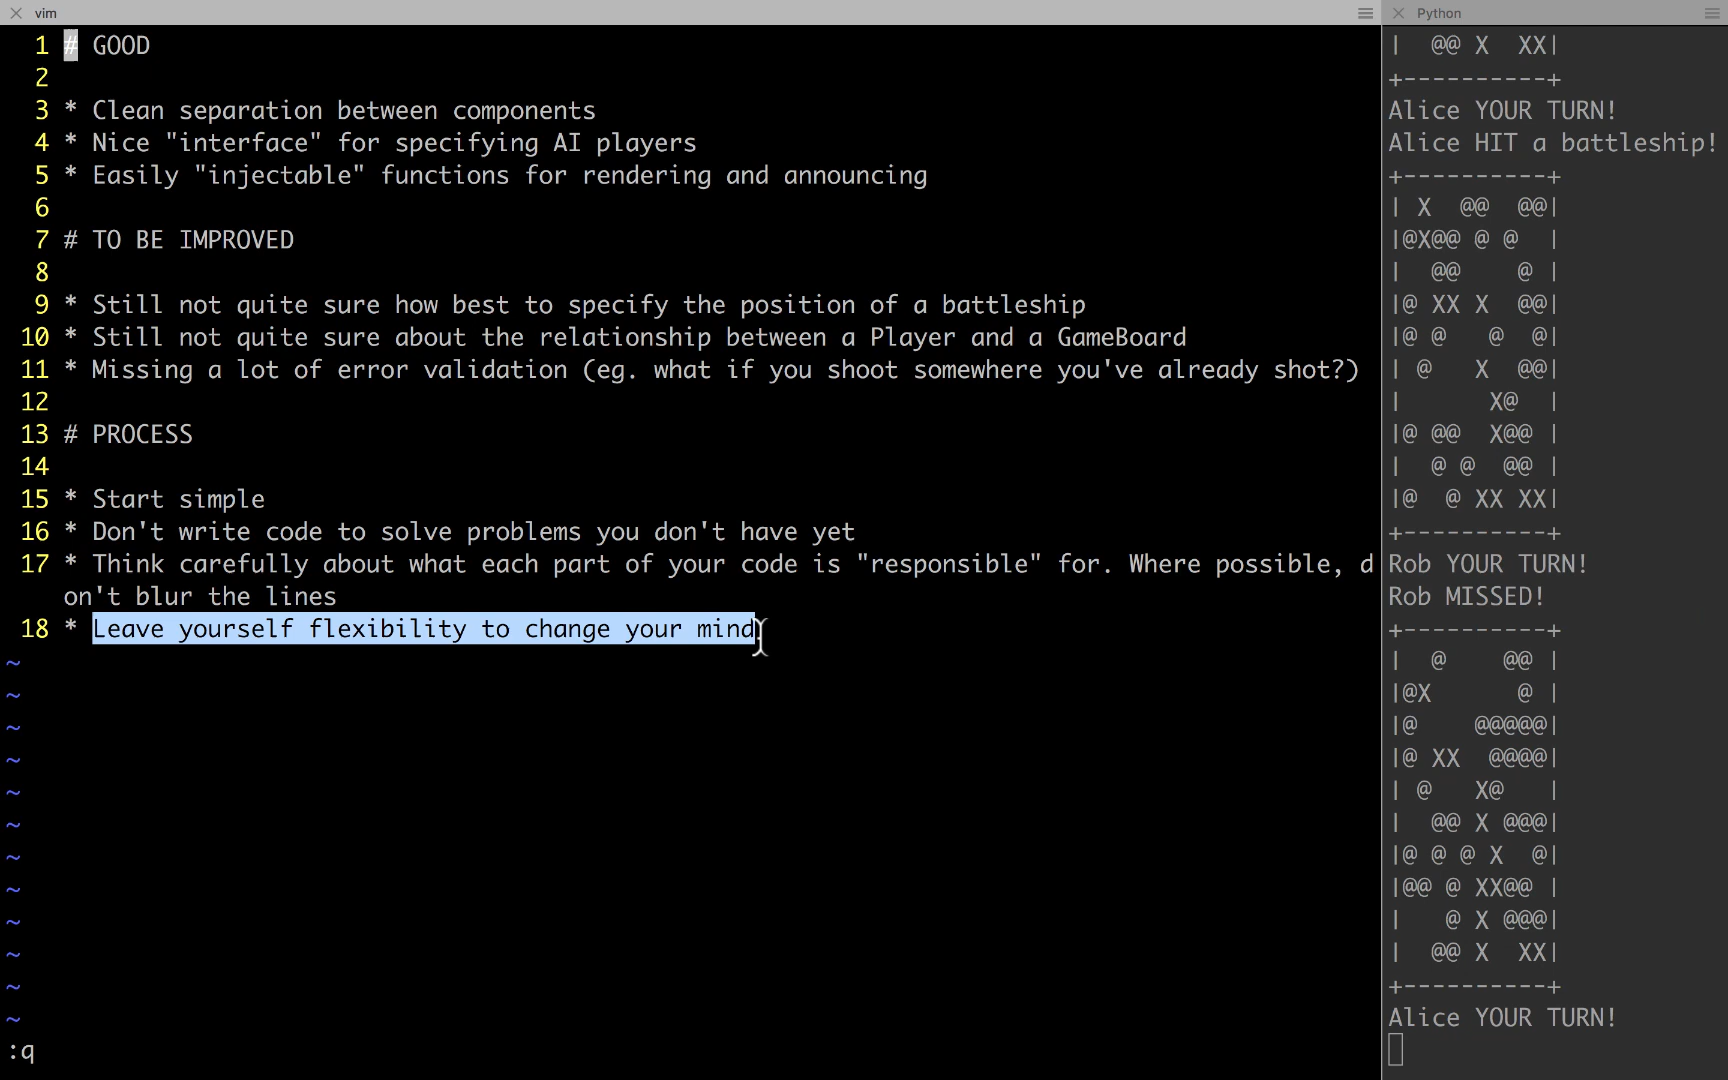 vim
1 # GOOD
2
3 * Clean separation between components
4 * Nice "interface" for specifying AI players
5 * Easily "injectable" functions for rendering and announcing
6
7 # TO BE IMPROVED
8
9 * Still not quite sure how best to specify the position of a battleship
10 * Still not quite sure about the relationship between a Player and a GameBoard
11 * Missing a lot of error validation (eg. what if you shoot somewhere you've already shot?)
12
13 # PROCESS
14
15 * Start simple
16 * Don't write code to solve problems you don't have yet
17 * Think carefully about what each part of your code is "responsible" for. Where possible, d
on't blur the lines
18 * Leave yourself flexibility to change your mind
~
~
~
~
~
~
~
~
~
~
~
~
:q
Python
|  @@ X  XX|
+----------+
Alice YOUR TURN!
Alice HIT a battleship!
+----------+
| X  @@  @@|
|@X@@ @ @  |
|  @@    @ |
|@ XX X  @@|
|@ @   @  @|
| @   X  @@|
|      X@  |
|@ @@  X@@ |
|  @ @  @@ |
|@  @ XX XX|
+----------+
Rob YOUR TURN!
Rob MISSED!
+----------+
|  @    @@ |
|@X      @ |
|@    @@@@@|
|@ XX  @@@@|
| @   X@   |
|  @@ X @@@|
|@ @ @ X  @|
|@@ @ XX@@ |
|   @ X @@@|
|  @@ X  XX|
+----------+
Alice YOUR TURN!